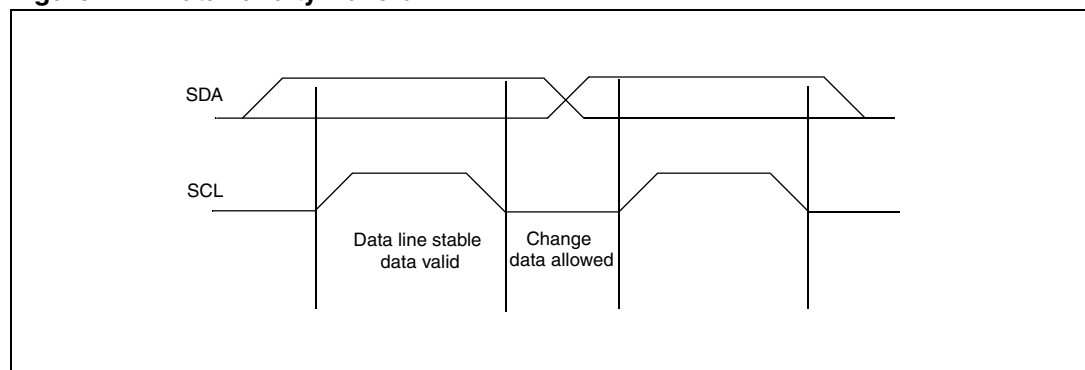 SDA
SCL
Data line stable
data valid
Change
data allowed